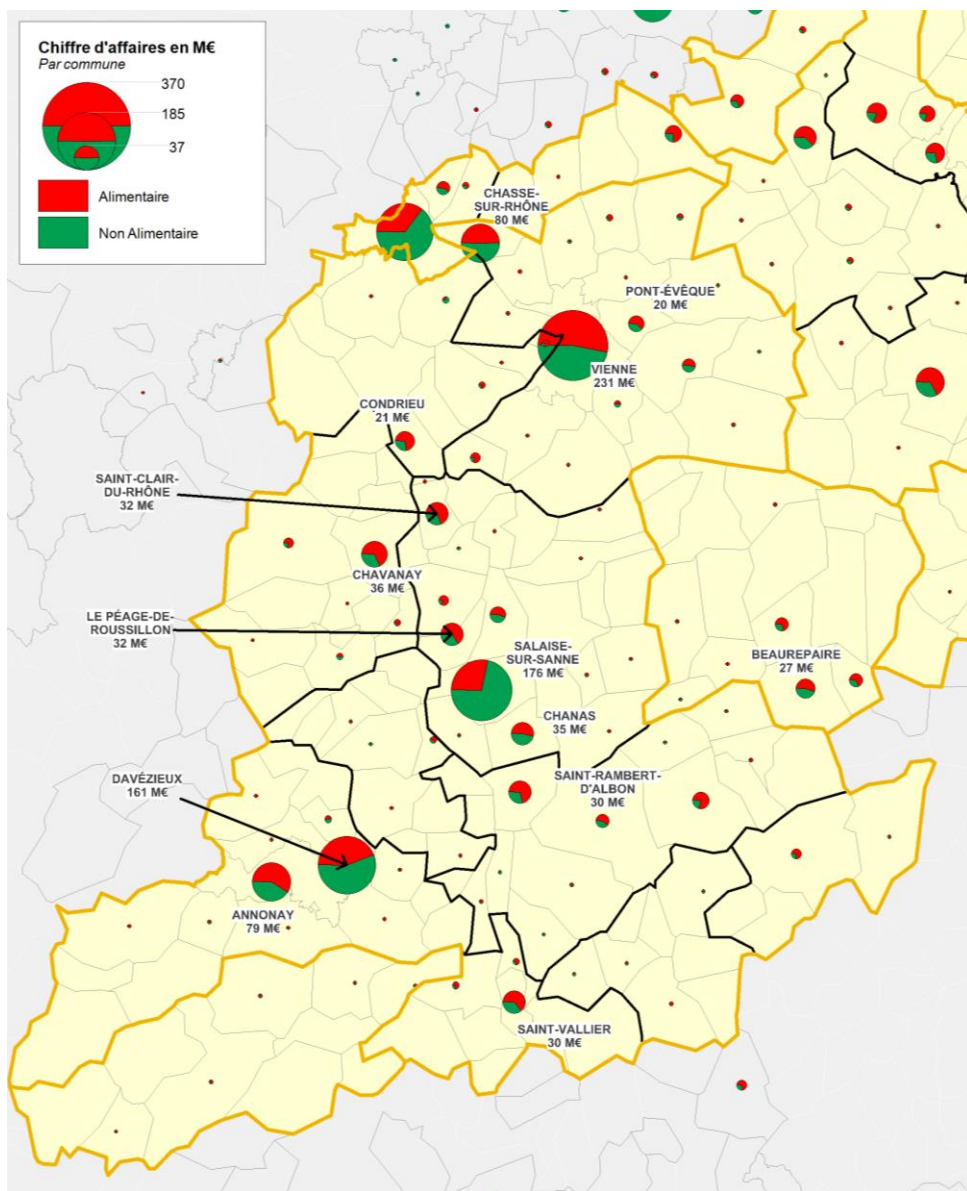 Chiffre d'affaires en M€
Par commune
370
185
37
Alimentaire
Non Alimentaire
CHASSE-
SUR-RHÔNE
80 M€
PONT-ÉVÊQUE
20 M€
VIENNE
231 M€
CONDRIEU
21 M€
SAINT-CLAIR-
DU-RHÔNE
32 M€
CHAVANAY
36 M€
LE PÉAGE-DE-
ROUSSILLON
32 M€
SALAISE-
SUR-SANNE
176 M€
BEAUREPAIRE
27 M€
CHANAS
35 M€
DAVÉZIEUX
161 M€
SAINT-RAMBERT-
D'ALBON
30 M€
ANNONAY
79 M€
SAINT-VALLIER
30 M€